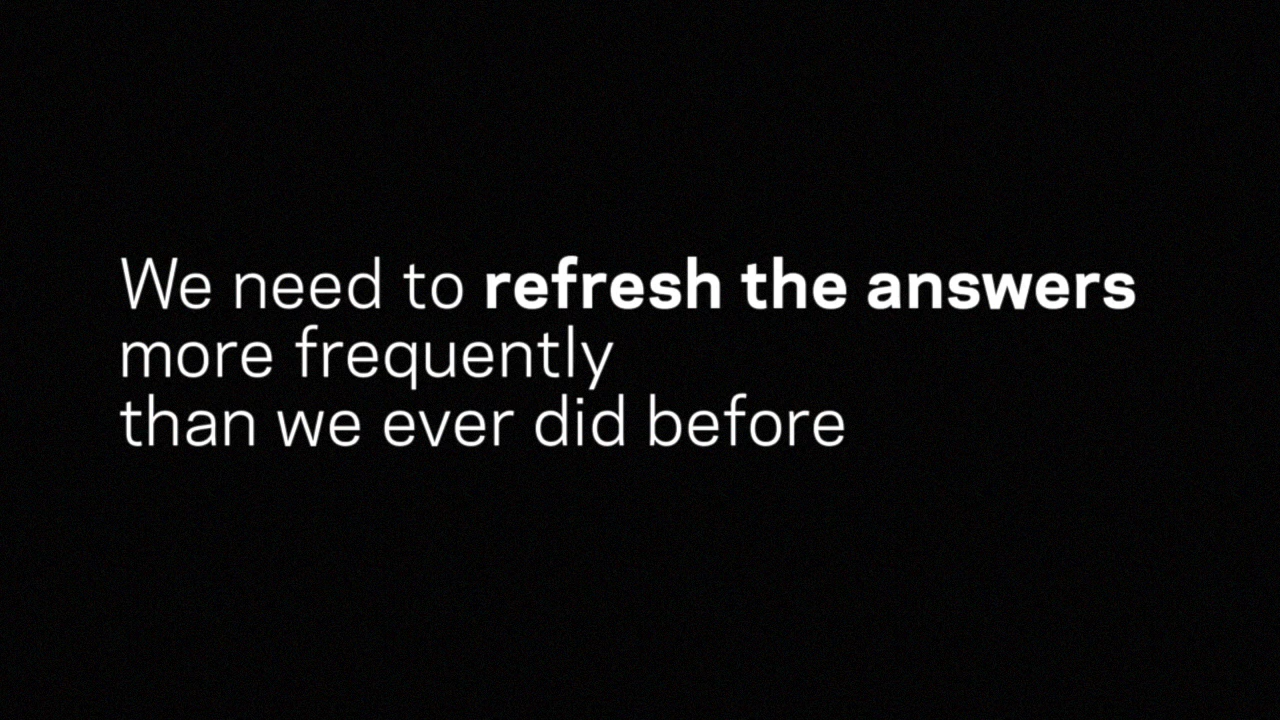 We need to refresh the answers
more frequently
than we ever did before